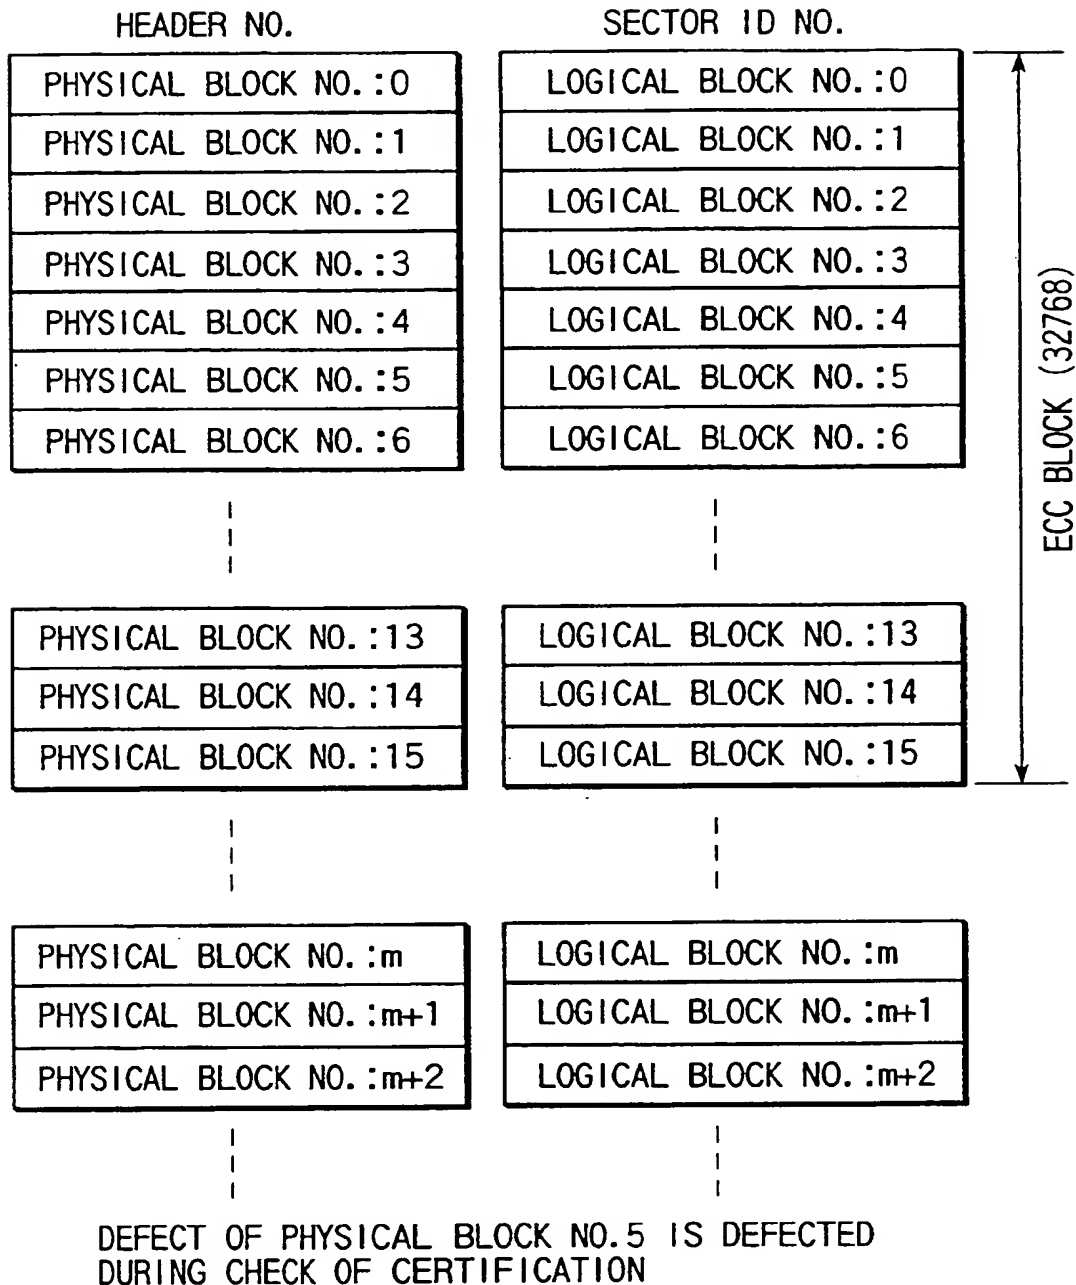 HEADER NO.
SECTOR ID NO.
PHYSICAL BLOCK NO.:0
LOGICAL BLOCK NO.:0
PHYSICAL BLOCK NO.:1
LOGICAL BLOCK NO.:1
PHYSICAL BLOCK NO.:2
LOGICAL BLOCK NO.:2
PHYSICAL BLOCK NO.:3
LOGICAL BLOCK NO.:3
PHYSICAL BLOCK NO.:4
LOGICAL BLOCK NO.:4
PHYSICAL BLOCK NO.:5
LOGICAL BLOCK NO.:5
PHYSICAL BLOCK NO.:6
LOGICAL BLOCK NO.:6
ECC BLOCK (32768)
PHYSICAL BLOCK NO.:13
LOGICAL BLOCK NO.:13
PHYSICAL BLOCK NO.:14
LOGICAL BLOCK NO.:14
PHYSICAL BLOCK NO.:15
LOGICAL BLOCK NO.:15
PHYSICAL BLOCK NO.:m
LOGICAL BLOCK NO.:m
PHYSICAL BLOCK NO.:m+1
LOGICAL BLOCK NO.:m+1
PHYSICAL BLOCK NO.:m+2
LOGICAL BLOCK NO.:m+2
DEFECT OF PHYSICAL BLOCK NO.5 IS DEFECTED
DURING CHECK OF CERTIFICATION